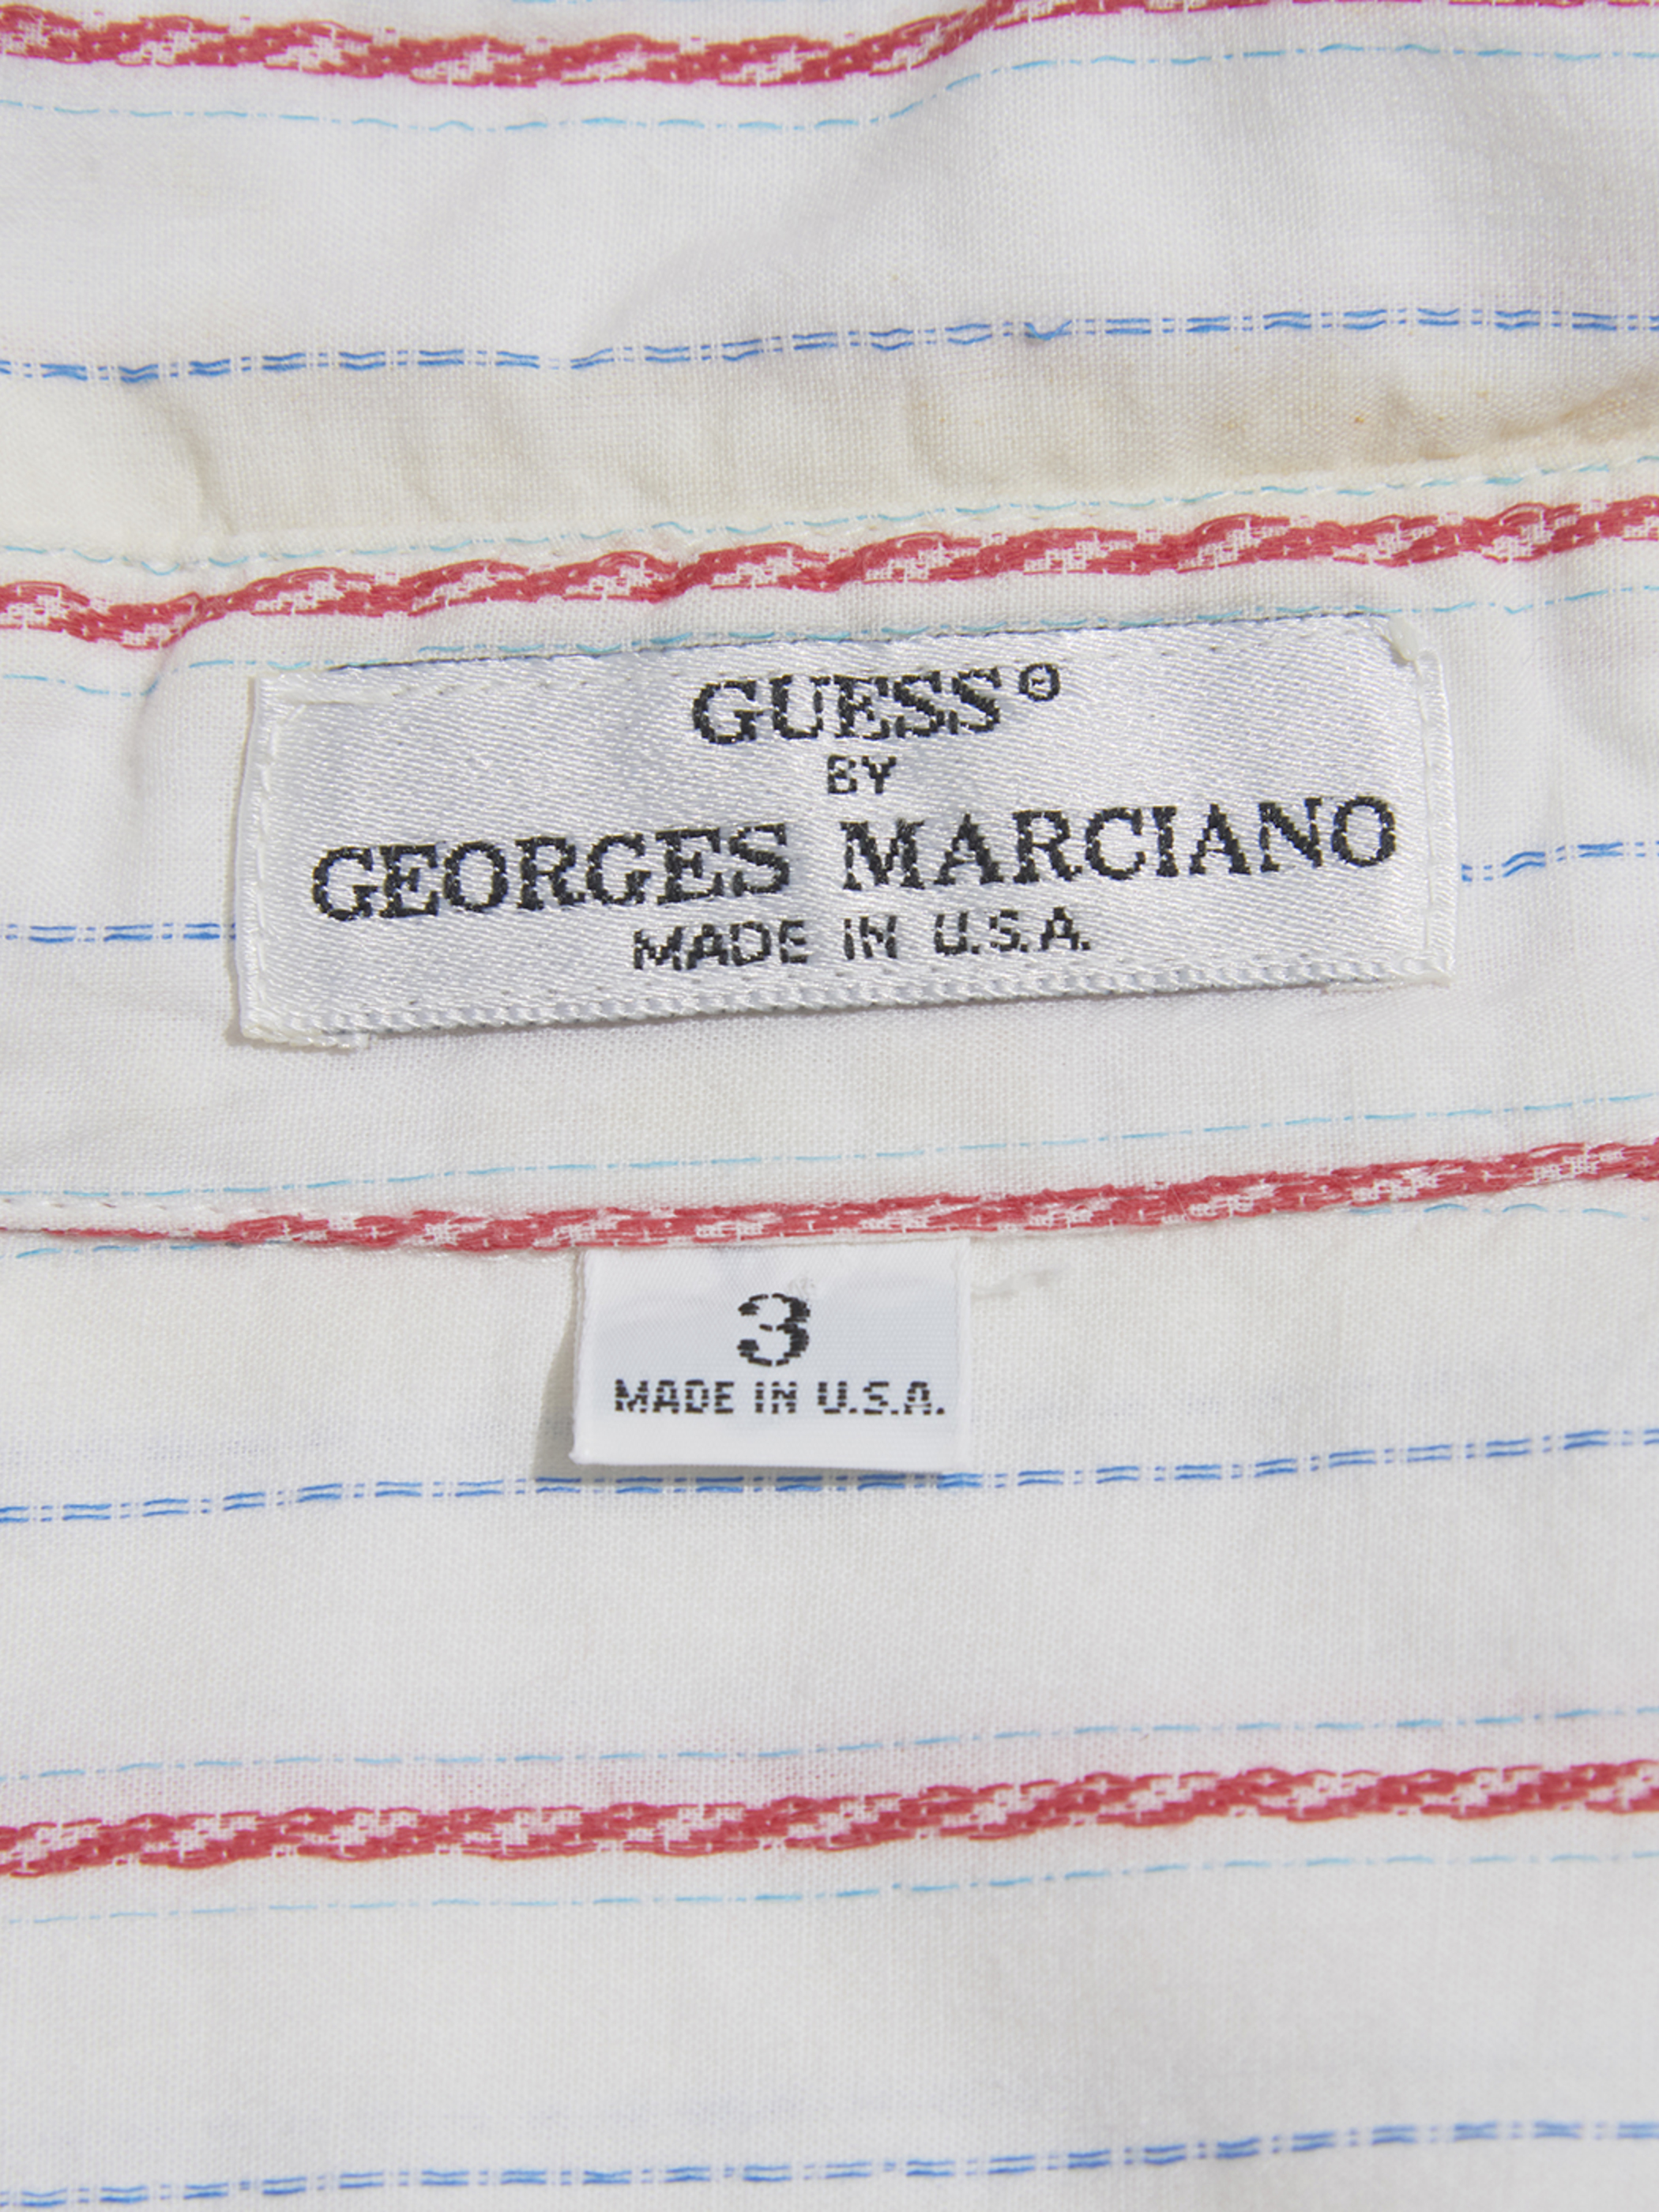 GUESS®
BY
GEORGES MARCIANO
MADE IN U.S.A.
3
MADE IN U.S.A.